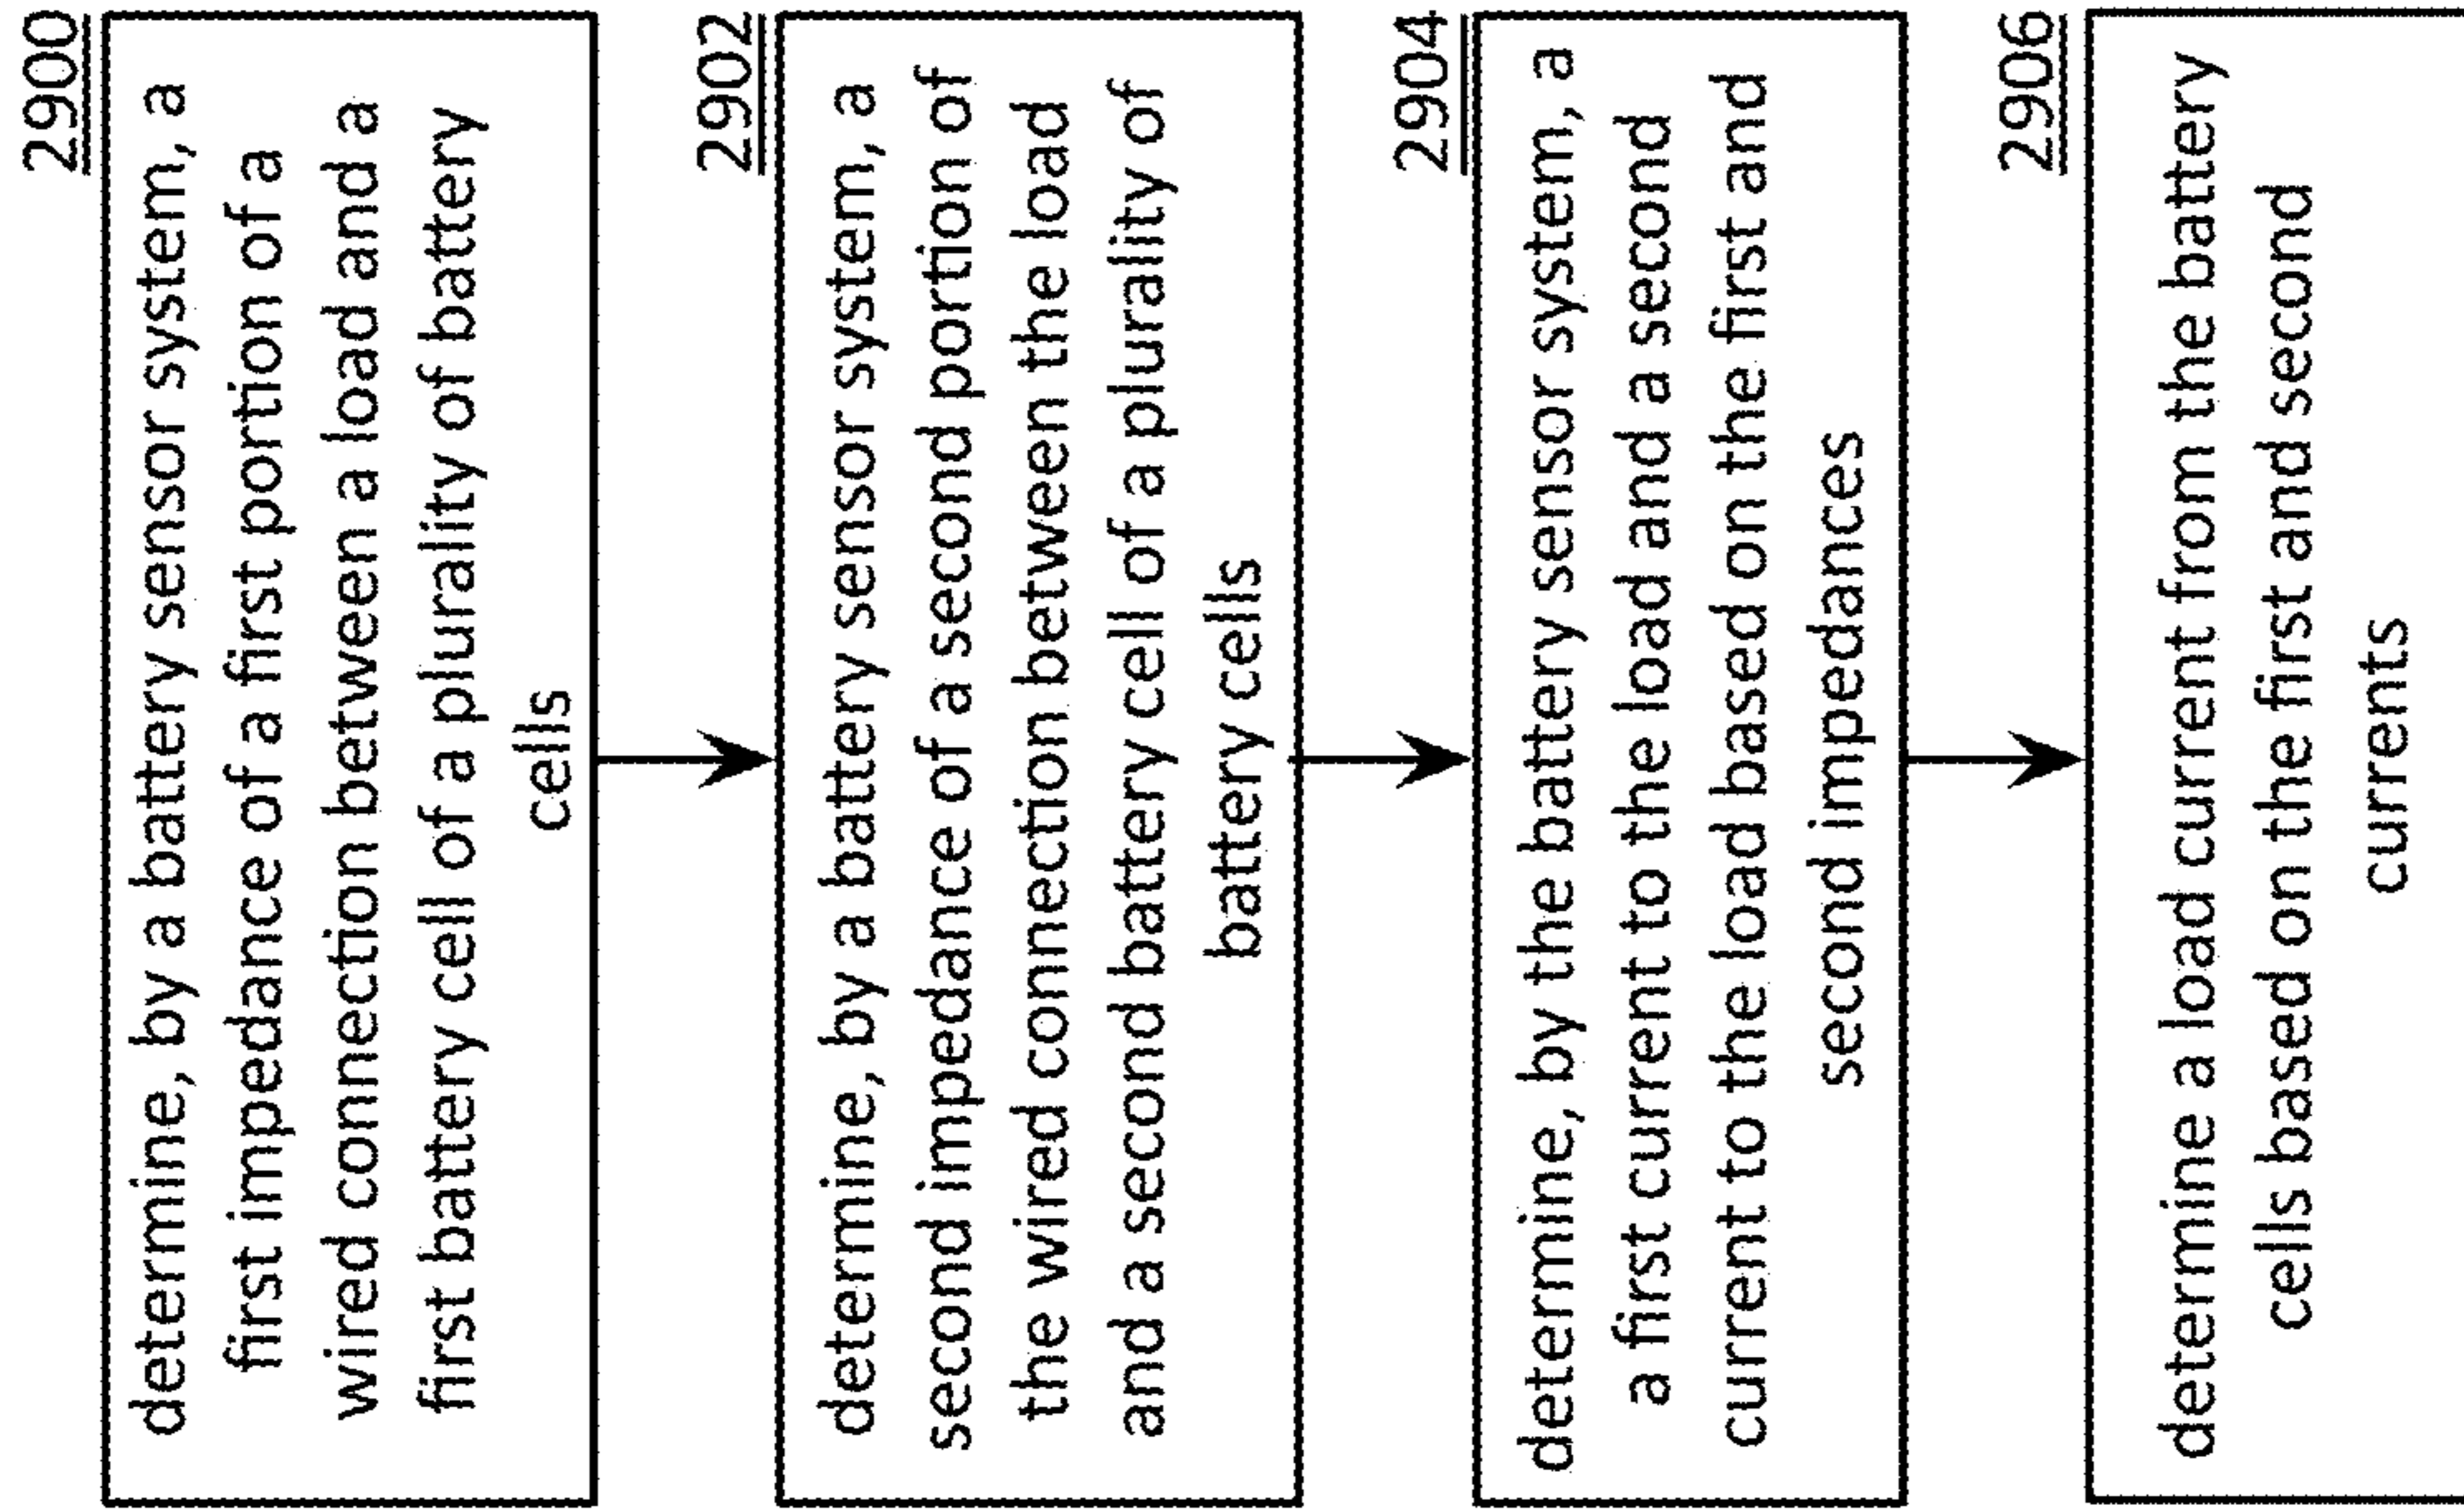 2900
determine, by a battery sensor system, a
first impedance of a first portion of a
wired connection between a load and a
first battery cell of a plurality of battery
cells
2902
determine, by a battery sensor system, a
second impedance of a second portion of
the wired connection between the load
and a second battery cell of a plurality of
battery cells
2904
determine, by the battery sensor system, a
a first current to the load and a second
current to the load based on the first and
second impedances
2906
determine a load current from the battery
cells based on the first and second
currents